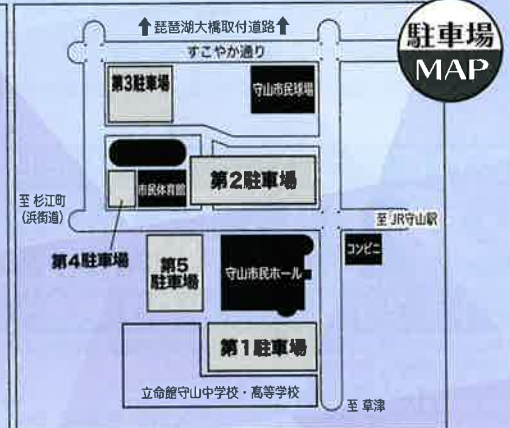 ↑琵琶湖大橋取付道路↑
すこやか通り
駐車場
MAP
第3駐車場
守山市民球場
市民体育館
第2駐車場
至 杉江町
(浜街道)
至 JR守山駅
第4駐車場
第5
駐車場
守山市民ホール
コンビニ
第1駐車場
立命館守山中学校・高等学校
至 草津